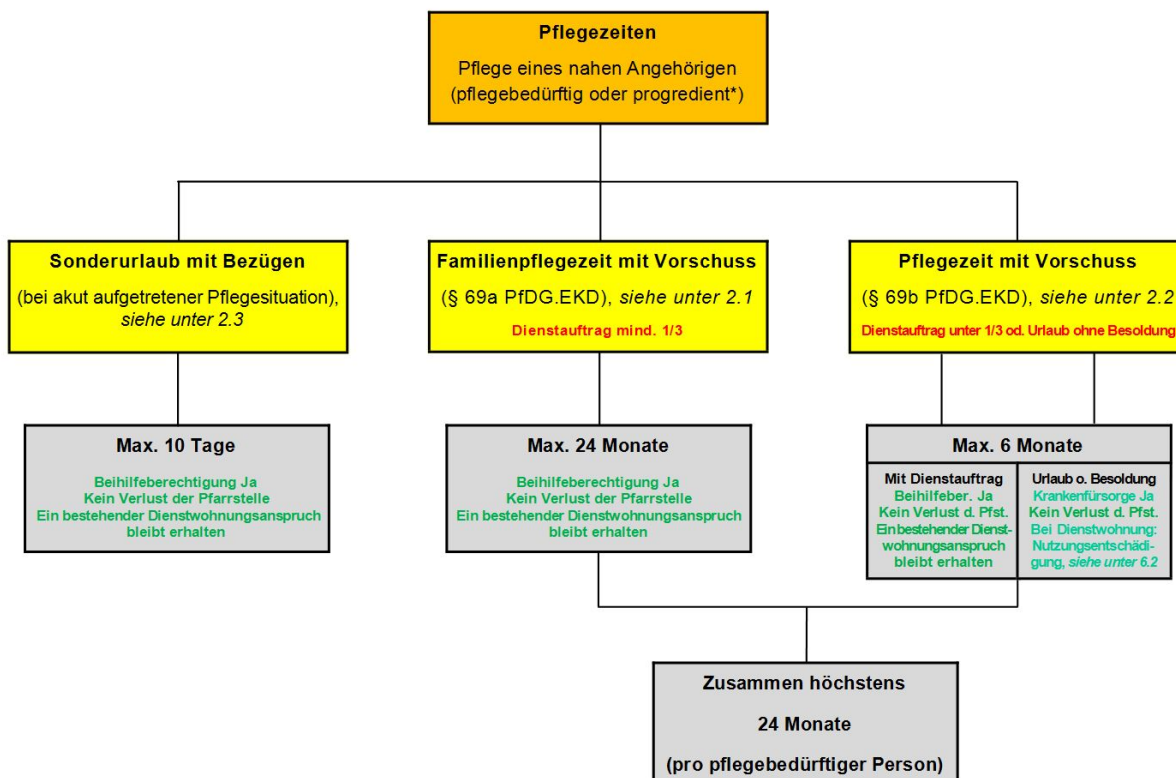 Pflegezeiten
Pflege eines nahen Angehörigen
(pflegebedürftig oder progredient*)
Sonderurlaub mit Bezügen
(bei akut aufgetretener Pflegesituation),
siehe unter 2.3
Familienpflegezeit mit Vorschuss
(§ 69a PfDG.EKD), siehe unter 2.1
Dienstauftrag mind. 1/3
Pflegezeit mit Vorschuss
(§ 69b PfDG.EKD), siehe unter 2.2
Dienstauftrag unter 1/3 od. Urlaub ohne Besoldung
Max. 10 Tage
Beihilfeberechtigung Ja
Kein Verlust der Pfarrstelle
Ein bestehender Dienstwohnungsanspruch
bleibt erhalten
Max. 24 Monate
Beihilfeberechtigung Ja
Kein Verlust der Pfarrstelle
Ein bestehender Dienstwohnungsanspruch
bleibt erhalten
Max. 6 Monate
Mit Dienstauftrag
Beihilfeber. Ja
Kein Verlust d. Pfst.
Ein bestehender Dienst-
wohnungsanspruch
bleibt erhalten
Urlaub o. Besoldung
Krankenfürsorge Ja
Kein Verlust d. Pfst.
Bei Dienstwohnung:
Nutzungsentschädi-
gung, siehe unter 6.2
Zusammen höchstens
24 Monate
(pro pflegebedürftiger Person)